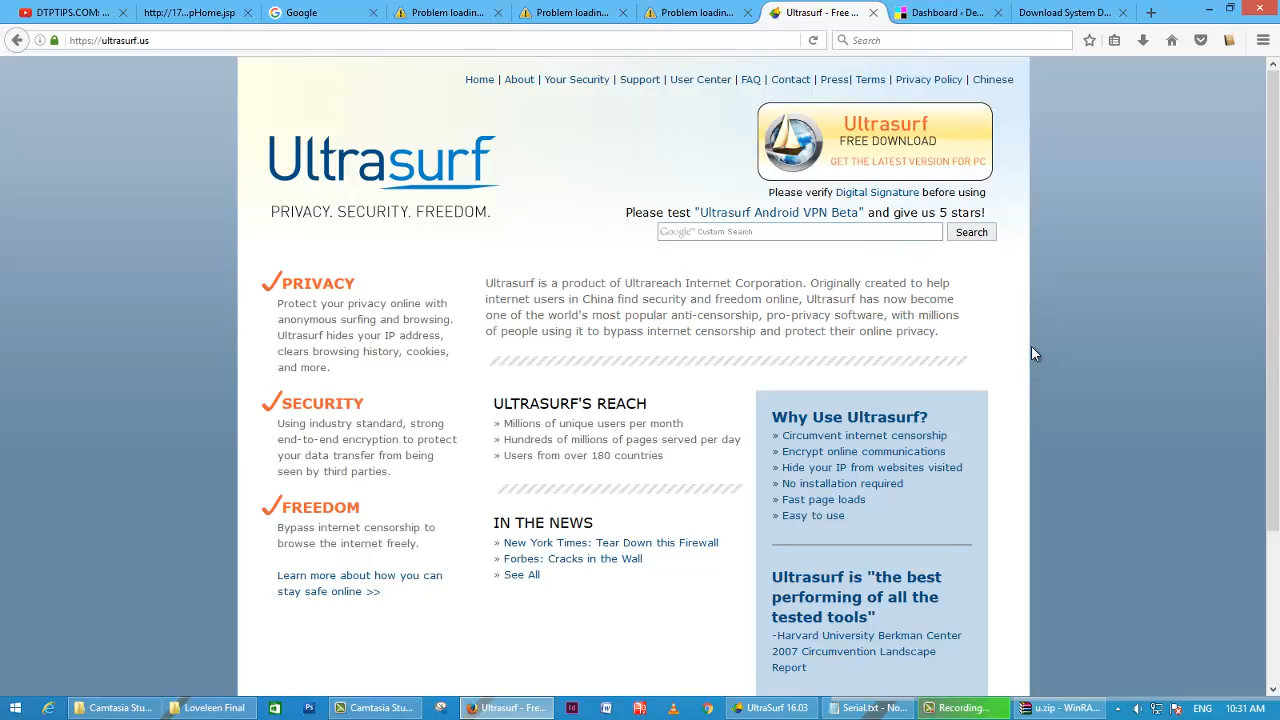 DTPTIPS.COM:
http://17...pHome.jsp
Google
Problem loadin...
Problem loadin...
Problem loadin...
Ultrasurf - Free ...
Dashboard ‹ De...
Download System D...
https://ultrasurf.us
Search
Home | About | Your Security | Support | User Center | FAQ | Contact | Press| Terms | Privacy Policy | Chinese
Ultrasurf
FREE DOWNLOAD
GET THE LATEST VERSION FOR PC
Ultrasurf
PRIVACY. SECURITY. FREEDOM.
Please verify Digital Signature before using
Please test "Ultrasurf Android VPN Beta" and give us 5 stars!
Google™ Custom Search
Search
PRIVACY
Protect your privacy online with
anonymous surfing and browsing.
Ultrasurf hides your IP address,
clears browsing history, cookies,
and more.
SECURITY
Using industry standard, strong
end-to-end encryption to protect
your data transfer from being
seen by third parties.
FREEDOM
Bypass internet censorship to
browse the internet freely.
Learn more about how you can
stay safe online >>
Ultrasurf is a product of Ultrareach Internet Corporation. Originally created to help
internet users in China find security and freedom online, Ultrasurf has now become
one of the world's most popular anti-censorship, pro-privacy software, with millions
of people using it to bypass internet censorship and protect their online privacy.
ULTRASURF'S REACH
» Millions of unique users per month
» Hundreds of millions of pages served per day
» Users from over 180 countries
IN THE NEWS
» New York Times: Tear Down this Firewall
» Forbes: Cracks in the Wall
» See All
Why Use Ultrasurf?
» Circumvent internet censorship
» Encrypt online communications
» Hide your IP from websites visited
» No installation required
» Fast page loads
» Easy to use
Ultrasurf is "the best
performing of all the
tested tools"
-Harvard University Berkman Center
2007 Circumvention Landscape
Report
Camtasia Stu...
Loveleen Final
Camtasia Stu...
Ultrasurf - Fre...
UltraSurf 16.03
Serial.txt - No...
Recording...
u.zip - WinRA...
ENG
10:31 AM